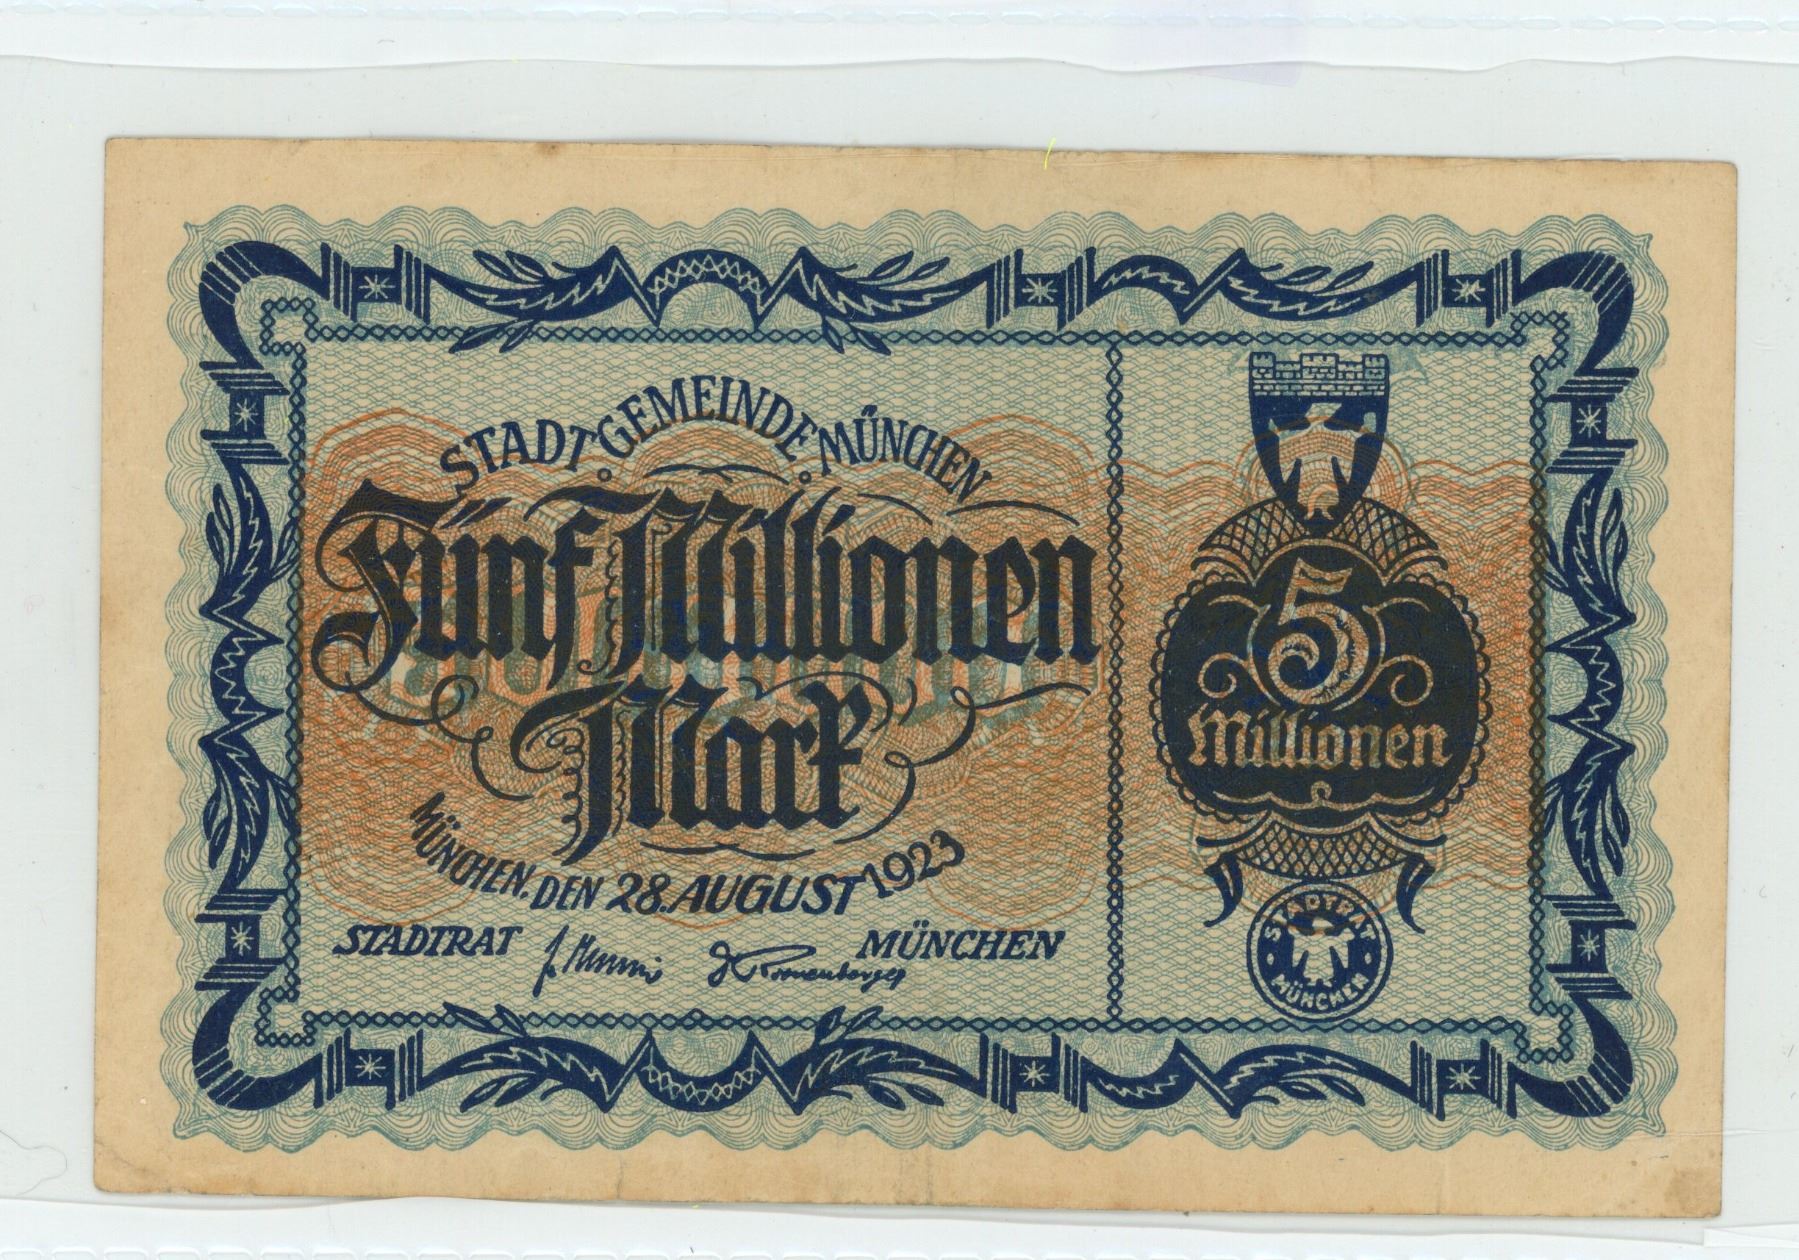 STADTGEMEINDE MÜNCHEN
Fünf Millionen
Mark
MÜNCHEN, DEN 28. AUGUST 1923
STADTRAT MÜNCHEN
5
Millionen
STADTRAT
MÜNCHEN